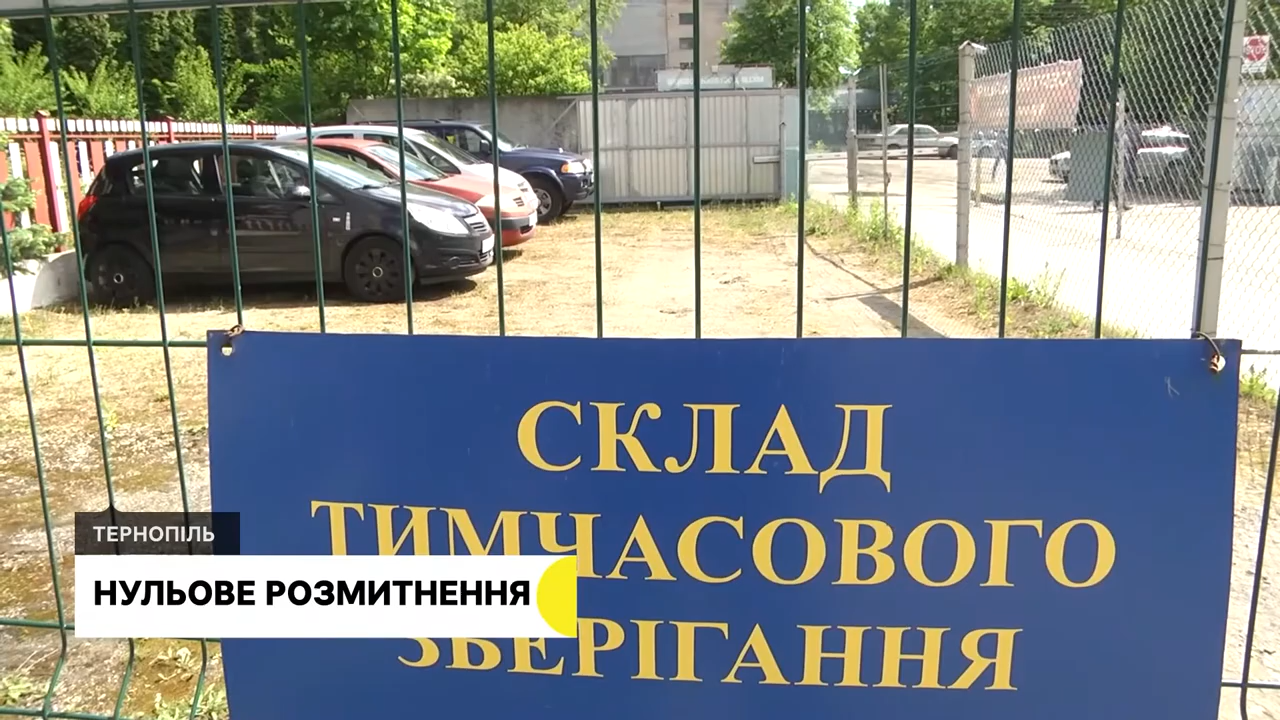 СКЛАД
ТИМЧАСОВОГО
ЗБЕРІГАННЯ
ТЕРНОПІЛЬ
НУЛЬОВЕ РОЗМИТНЕННЯ